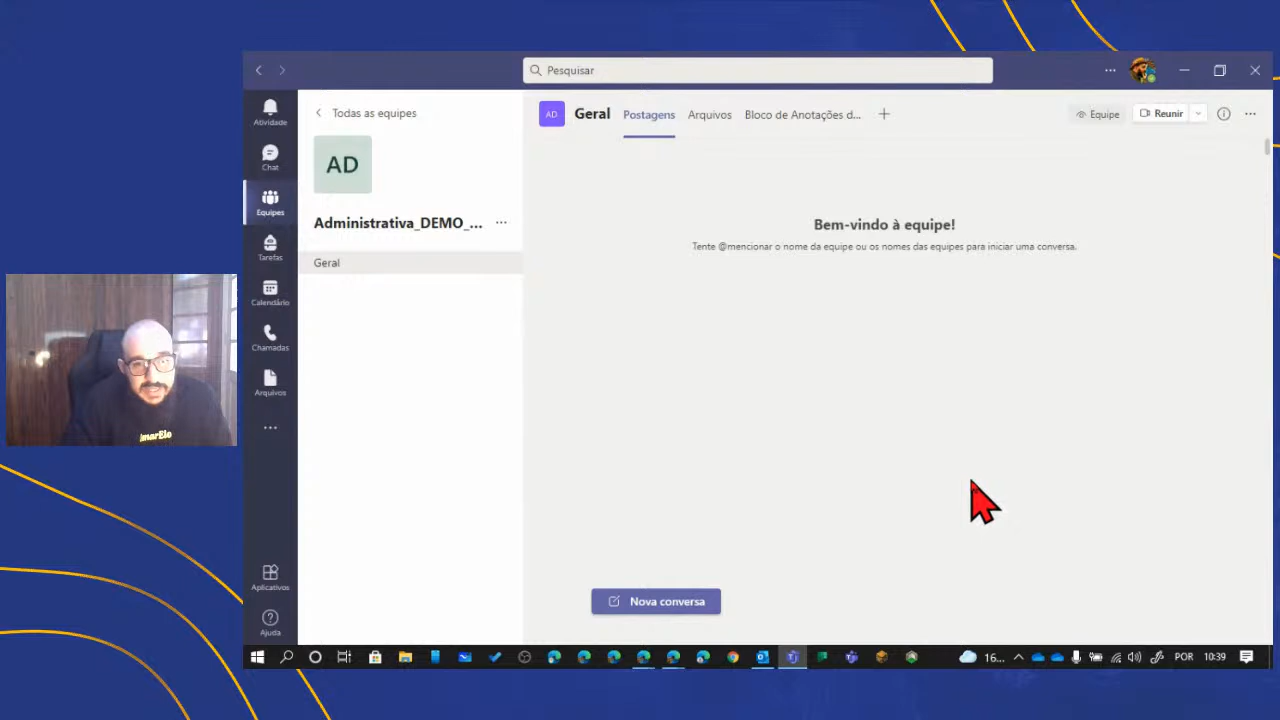 Pesquisar
Atividade
Chat
Equipes
Tarefas
Calendário
Chamadas
Arquivos
Aplicativos
Ajuda
Todas as equipes
AD
Administrativa_DEMO_...
Geral
AD
Geral
Postagens
Arquivos
Bloco de Anotações d...
Equipe
Reunir
Bem-vindo à equipe!
Tente @mencionar o nome da equipe ou os nomes das equipes para iniciar uma conversa.
Nova conversa
16...
POR
10:39